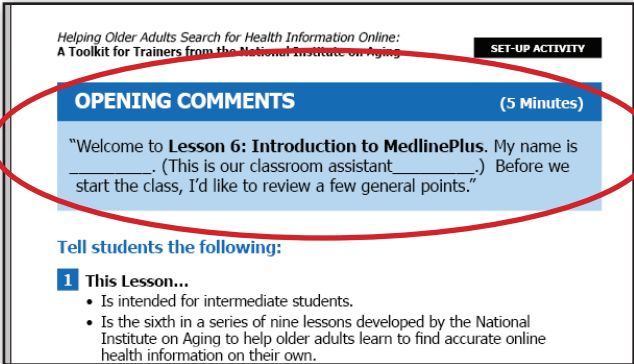 Helping Older Adults Search for Health Information Online:
A Toolkit for Trainers from the National Institute on Aging
SET-UP ACTIVITY
OPENING COMMENTS (5 Minutes)
“Welcome to Lesson 6: Introduction to MedlinePlus. My name is
_________. (This is our classroom assistant_________.) Before we
start the class, I’d like to review a few general points.”
Tell students the following:
1 This Lesson...
• Is intended for intermediate students.
• Is the sixth in a series of nine lessons developed by the National
Institute on Aging to help older adults learn to find accurate online
health information on their own.